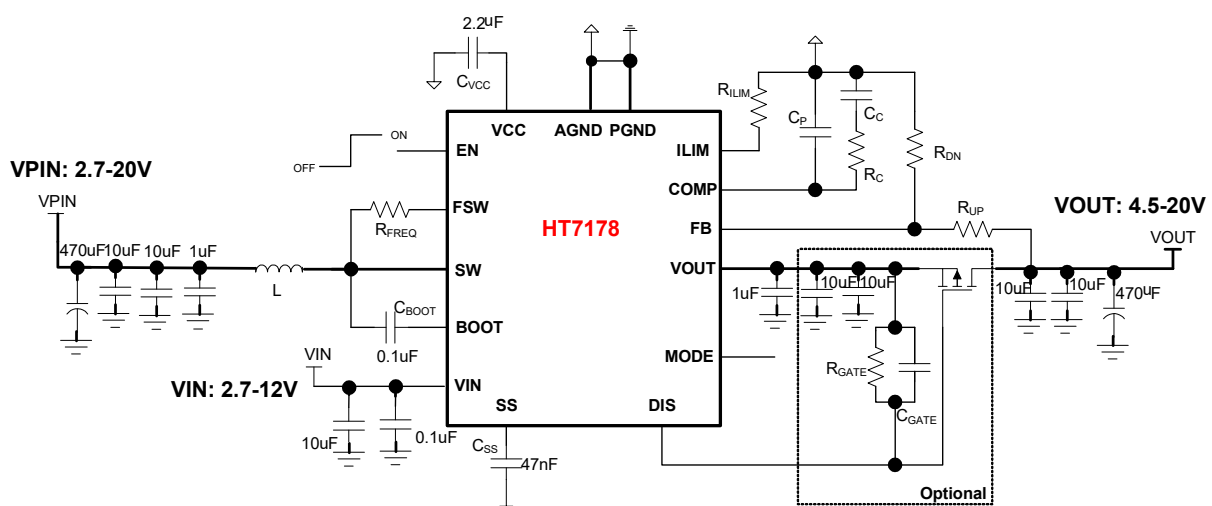 2.2uF
CVCC
VCC
AGND
PGND
ON
OFF
EN
ILIM
RILIM
CP
CC
RC
RDN
COMP
VPIN: 2.7-20V
VPIN
FSW
RFREQ
HT7178
FB
RUP
VOUT: 4.5-20V
VOUT
470uF
10uF
10uF
1uF
L
SW
VOUT
1uF
10uF
10uF
10uF
10uF
470uF
CBOOT
0.1uF
BOOT
MODE
RGATE
CGATE
VIN
VIN: 2.7-12V
VIN
10uF
0.1uF
SS
DIS
CSS
47nF
Optional